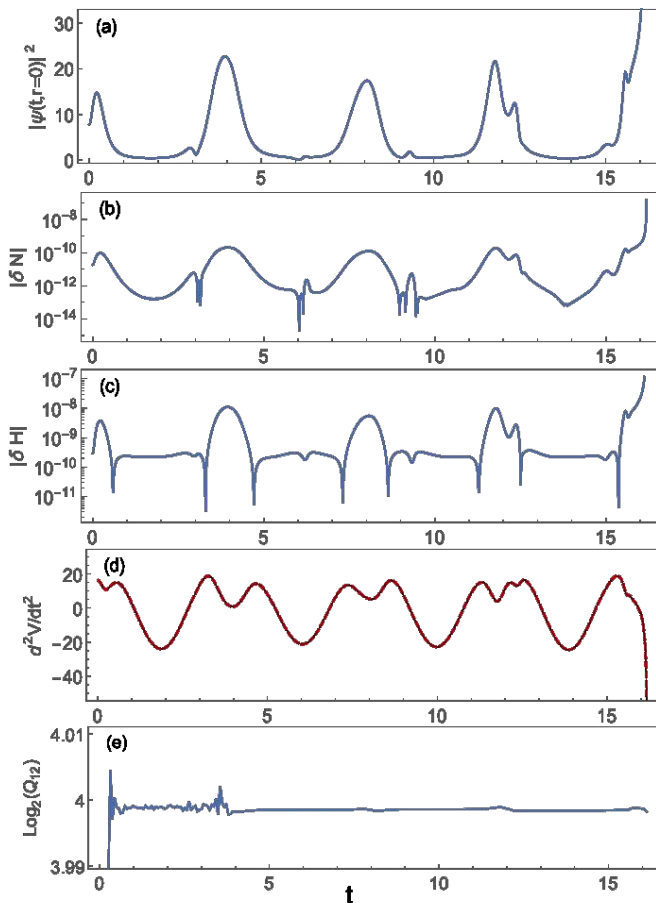 (a)
|ψ(t,r=0)|²
30
20
10
0
0 5 10 15
(b)
|δ N|
10⁻⁸
10⁻¹⁰
10⁻¹²
10⁻¹⁴
0 5 10 15
(c)
|δ H|
10⁻⁷
10⁻⁸
10⁻⁹
10⁻¹⁰
10⁻¹¹
0 5 10 15
(d)
d²V/dt²
20
0
−20
−40
0 5 10 15
(e)
Log₂(Q₁₂)
4.01
4
3.99
0 5 10 15
t